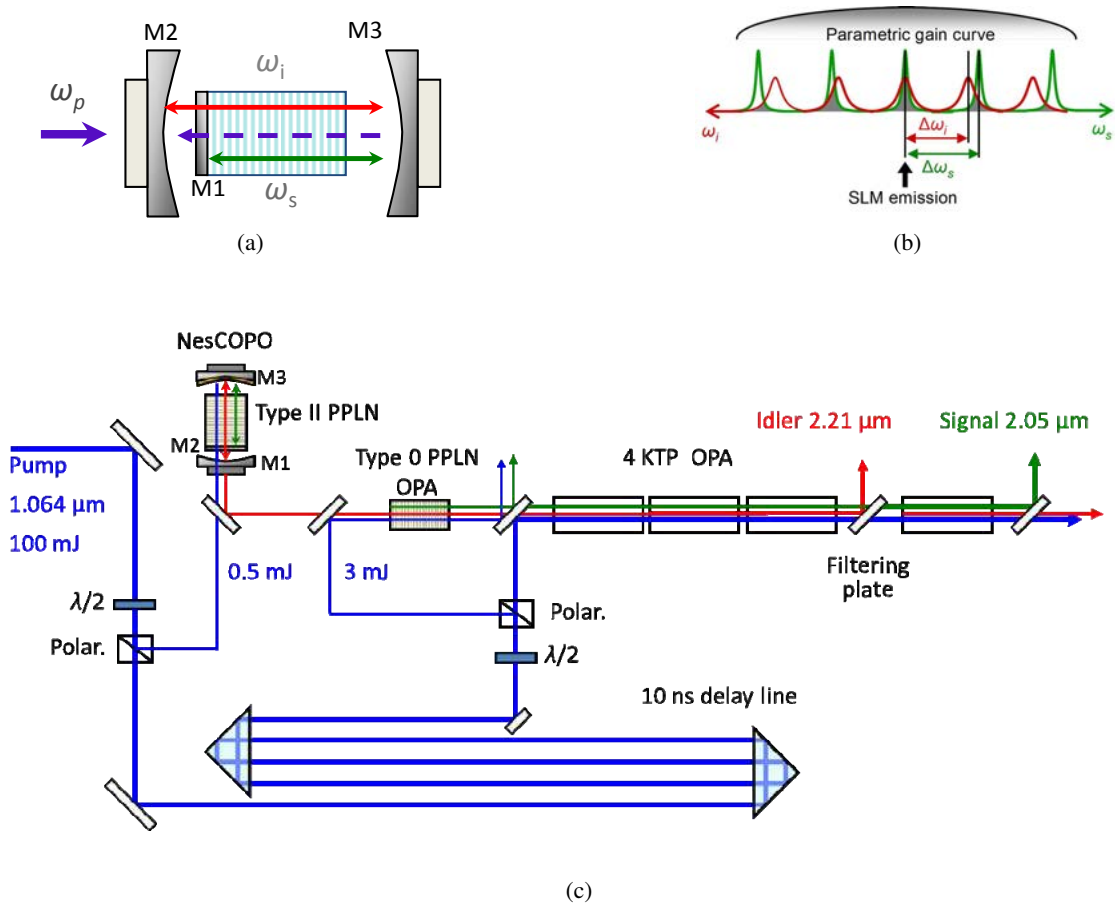 M2
M3
ωi
ωp
M1
ωs
(a)
Parametric gain curve
ωi
Δωi
ωs
Δωs
SLM emission
(b)
NesCOPO
M3
Type II PPLN
M2
M1
Pump
1.064 μm
100 mJ
Type 0 PPLN
OPA
4 KTP OPA
Idler 2.21 μm
Signal 2.05 μm
0.5 mJ
3 mJ
Filtering
plate
λ/2
Polar.
Polar.
λ/2
10 ns delay line
(c)